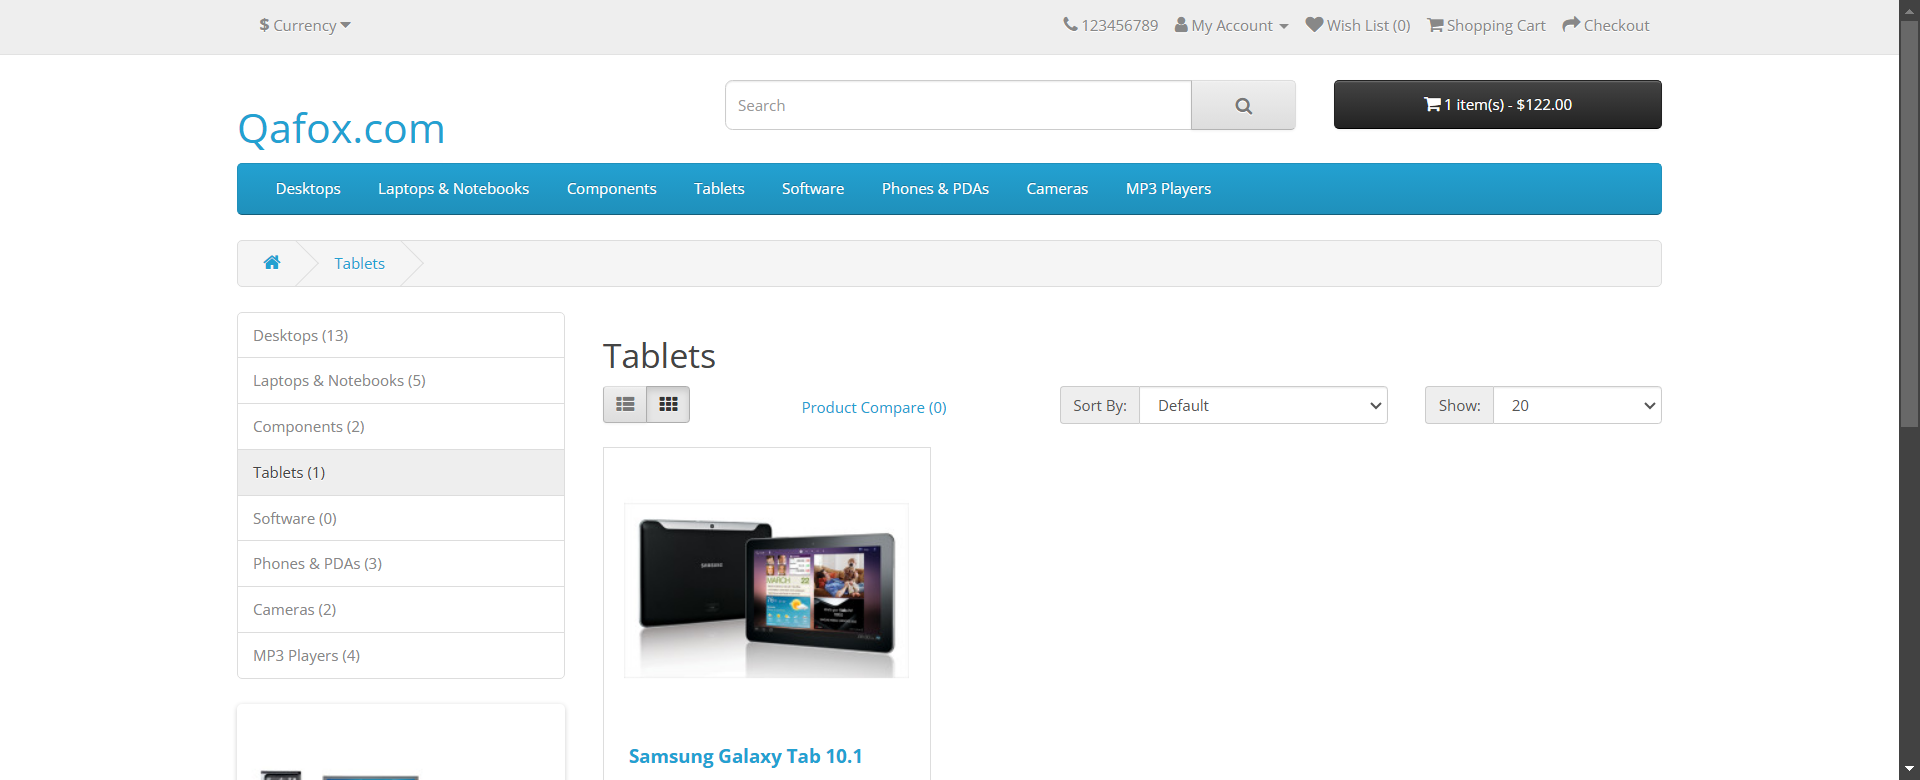 $ Currency
123456789 My Account Wish List (0) Shopping Cart Checkout
Search
1 item(s) - $122.00
Qafox.com
Desktops Laptops & Notebooks Components Tablets Software Phones & PDAs Cameras MP3 Players
Tablets
Desktops (13)
Laptops & Notebooks (5)
Components (2)
Tablets (1)
Software (0)
Phones & PDAs (3)
Cameras (2)
MP3 Players (4)
Tablets
Product Compare (0)
Sort By: Default
Show: 20
SAMSUNG
MARCH 22
Samsung Galaxy Tab 10.1